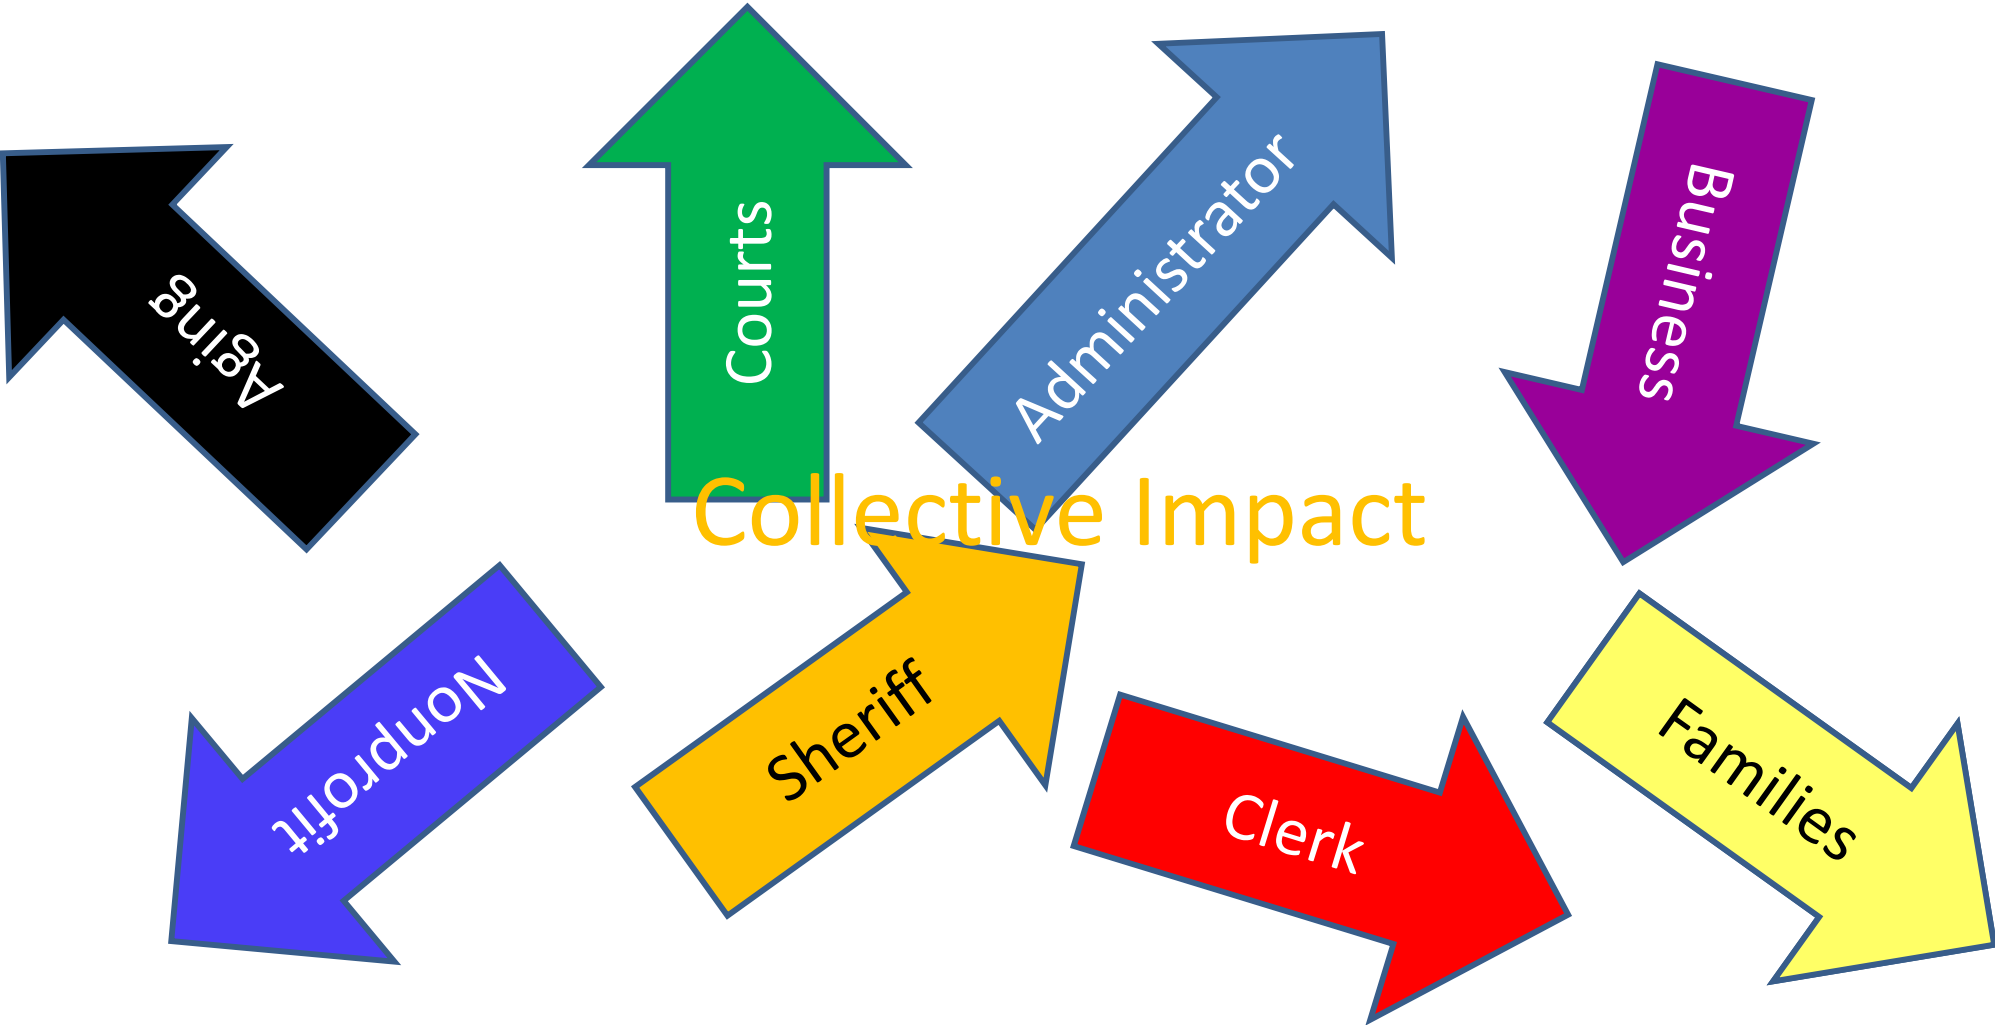 Aging
Courts
Administrator
Business
Collective Impact
Nonprofit
Sheriff
Clerk
Families